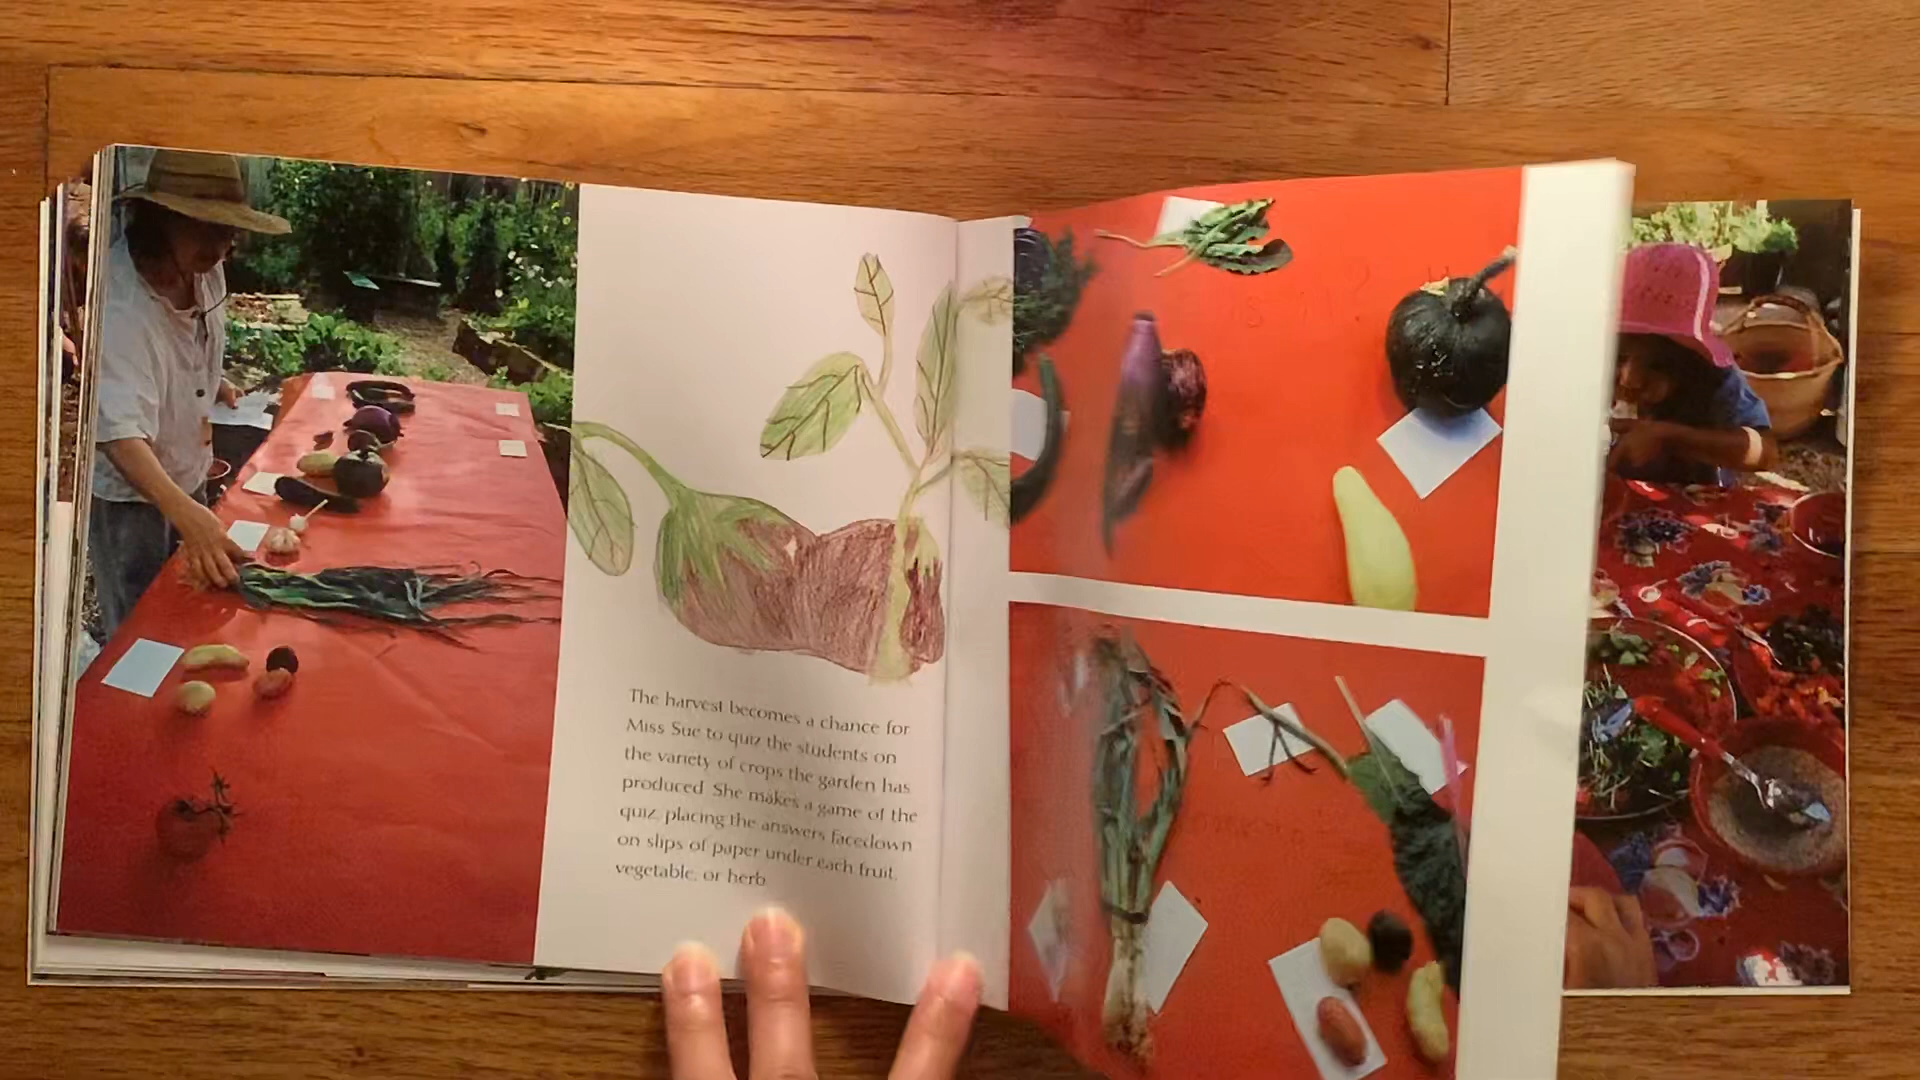 The harvest becomes a chance for
Miss Sue to quiz the students on
the variety of crops the garden has
produced. She makes a game of the
quiz, placing the answers facedown
on slips of paper under each fruit,
vegetable, or herb.